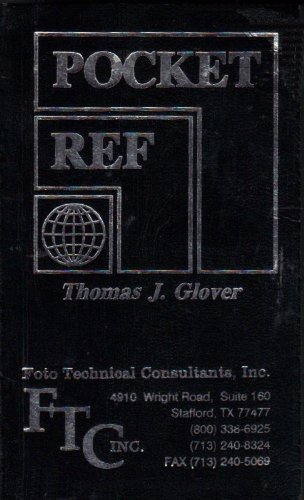 POCKET
REF
Thomas J. Glover
Foto Technical Consultants, Inc.
FTC INC.
4910 Wright Road, Suite 160
Stafford, TX 77477
(800) 336-6925
(713) 240-8324
FAX (713) 240-5069